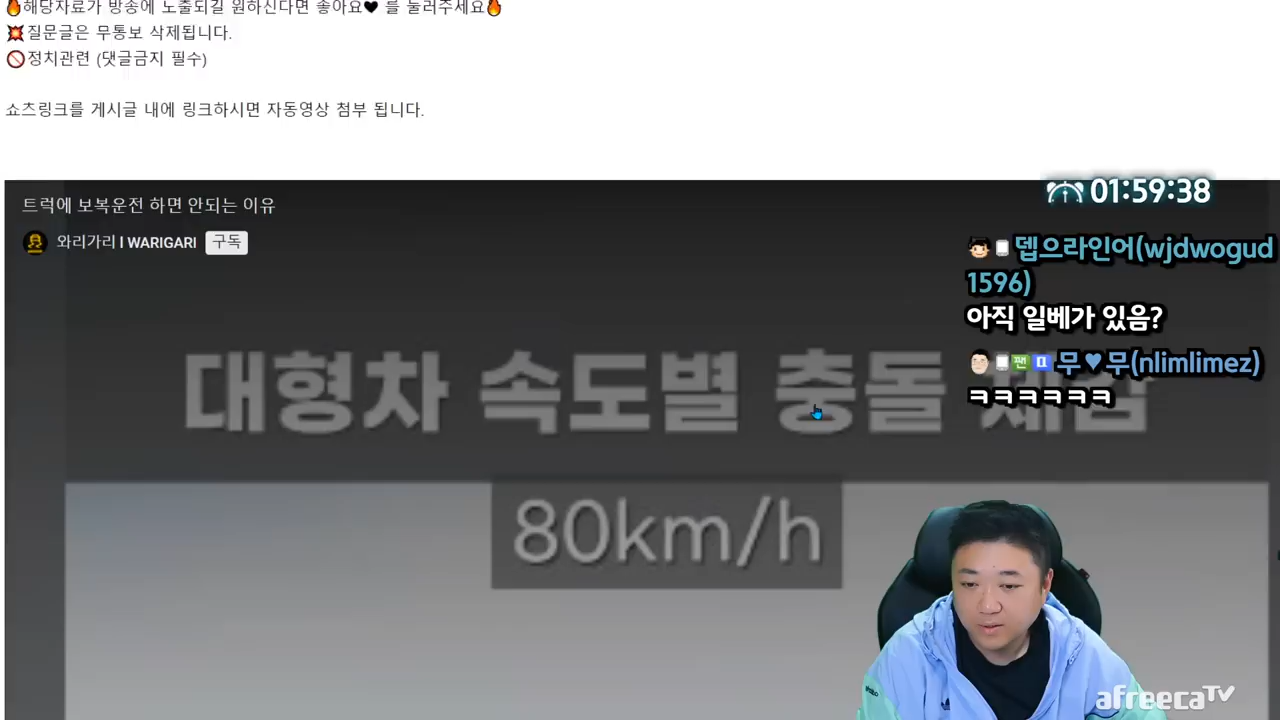 🔥해당자료가 방송에 노출되길 원하신다면 좋아요🖤 를 눌러주세요🔥
💥질문글은 무통보 삭제됩니다.
🚫정치관련 (댓글금지 필수)
쇼츠링크를 게시글 내에 링크하시면 자동영상 첨부 됩니다.
트럭에 보복운전 하면 안되는 이유
와리가리 l WARIGARI 구독
01:59:38
뎁으라인어(wjdwogud
1596)
아직 일베가 있음?
무♥무(nlimlimez)
ㅋㅋㅋㅋㅋㅋ
대형차 속도별 충돌
80km/h
afreecaTV